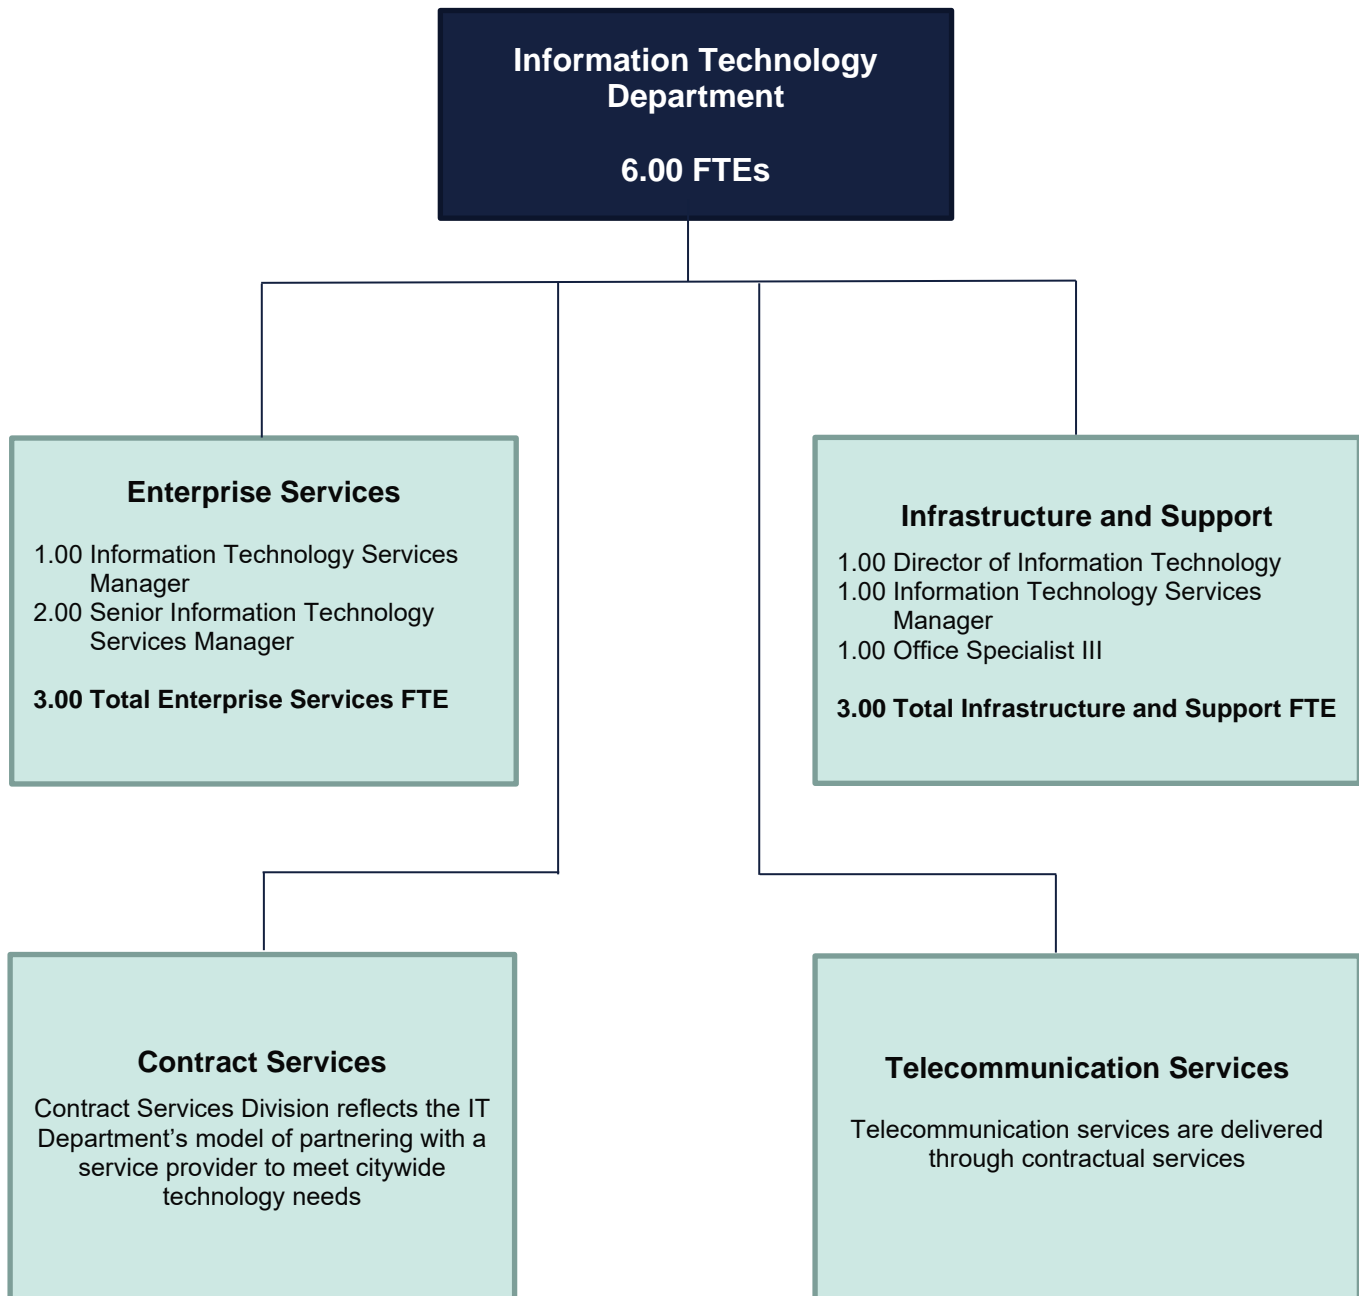 Information Technology
Department
6.00 FTEs
Enterprise Services
1.00 Information Technology Services
Manager
2.00 Senior Information Technology
Services Manager
3.00 Total Enterprise Services FTE
Infrastructure and Support
1.00 Director of Information Technology
1.00 Information Technology Services
Manager
1.00 Office Specialist III
3.00 Total Infrastructure and Support FTE
Contract Services
Contract Services Division reflects the IT
Department’s model of partnering with a
service provider to meet citywide
technology needs
Telecommunication Services
Telecommunication services are delivered
through contractual services